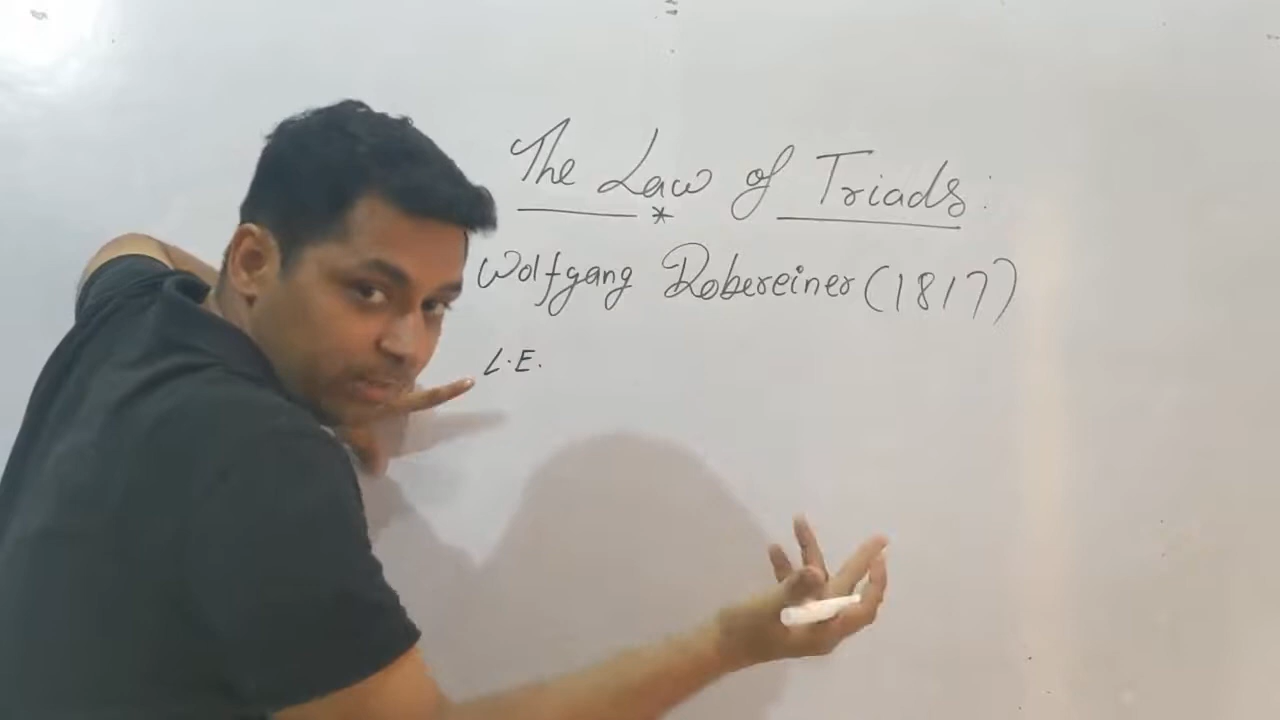 The Law of Triads:
Wolfgang Dobereiner (1817)
L.E.